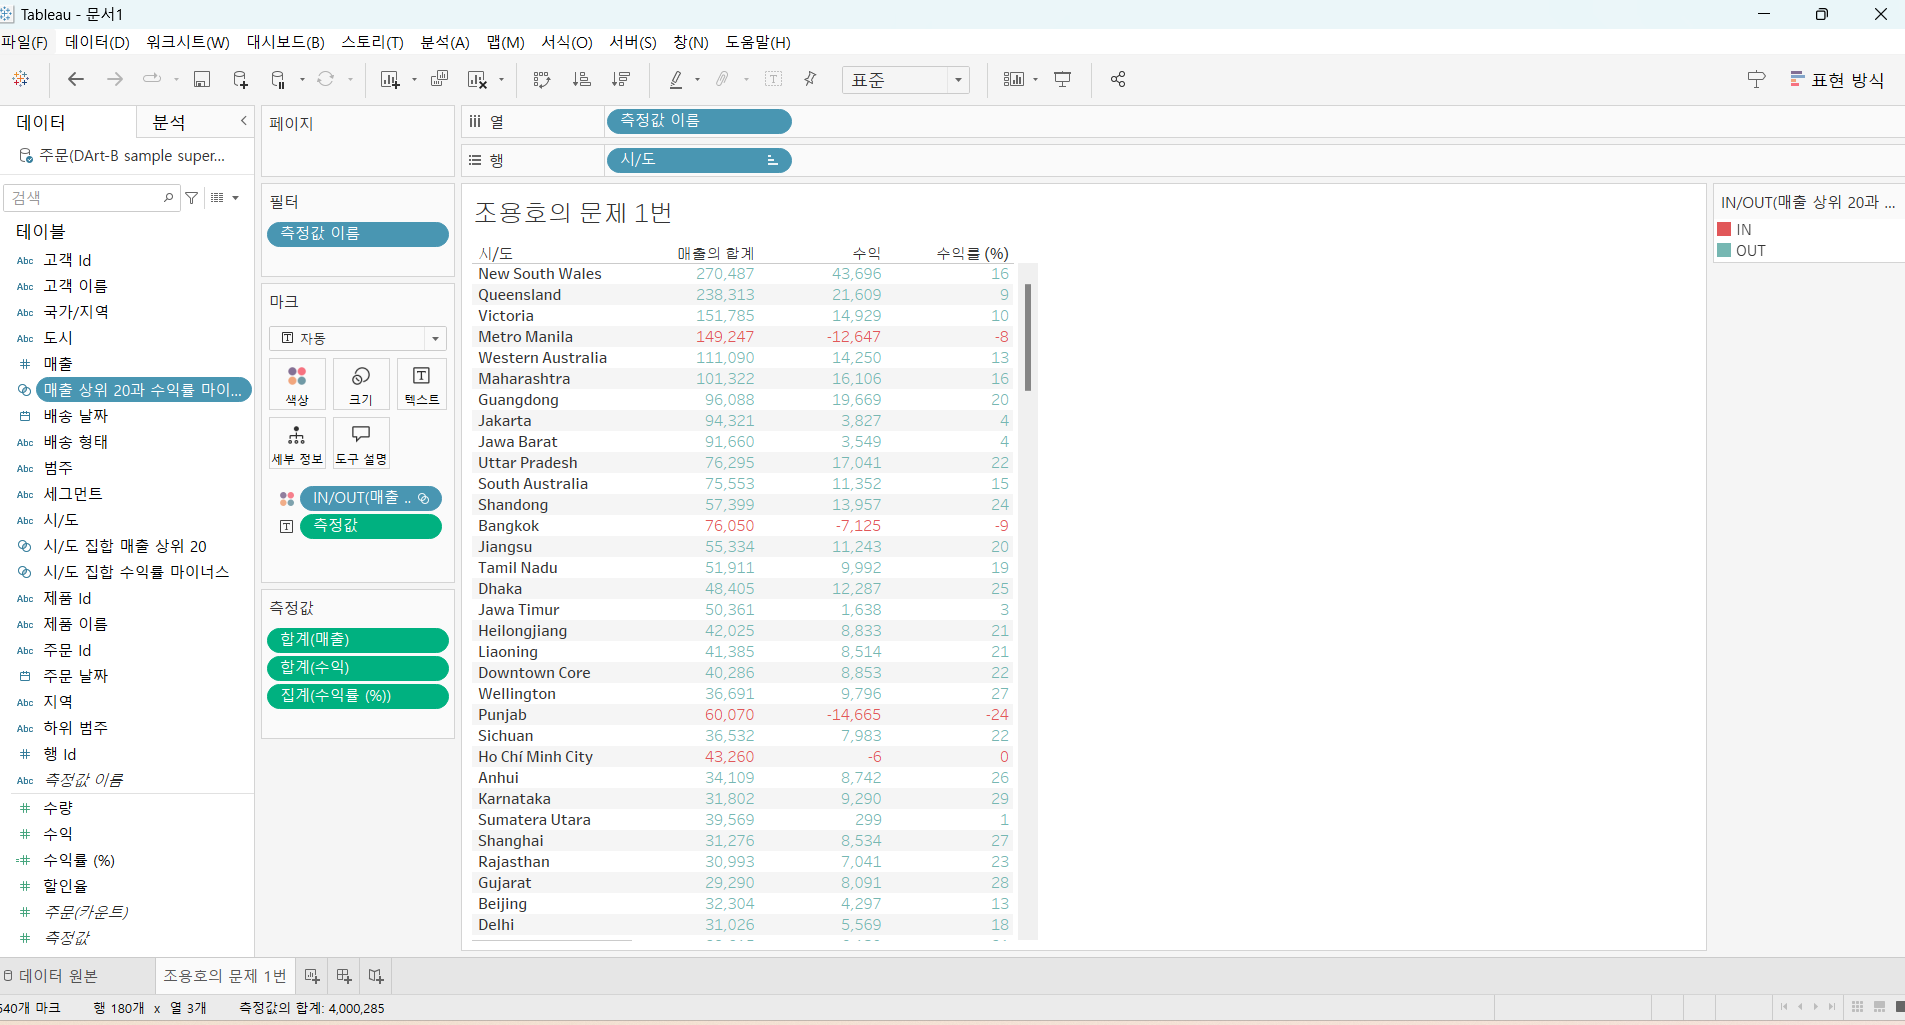 Tableau - 문서1
파일(F) 데이터(D) 워크시트(W) 대시보드(B) 스토리(T) 분석(A) 맵(M) 서식(O) 서버(S) 창(N) 도움말(H)
표준
표현 방식
데이터
분석
주문(DArt-B sample super...
검색
테이블
Abc 고객 Id
Abc 고객 이름
Abc 국가/지역
Abc 도시
# 매출
매출 상위 20과 수익률 마이...
배송 날짜
Abc 배송 형태
Abc 범주
Abc 세그먼트
Abc 시/도
시/도 집합 매출 상위 20
시/도 집합 수익률 마이너스
Abc 제품 Id
Abc 제품 이름
Abc 주문 Id
주문 날짜
Abc 지역
Abc 하위 범주
# 행 Id
Abc 측정값 이름
# 수량
# 수익
=# 수익률 (%)
# 할인율
# 주문(카운트)
# 측정값
페이지
필터
측정값 이름
마크
자동
색상 크기 텍스트
세부 정보 도구 설명
IN/OUT(매출 ..
측정값
측정값
합계(매출)
합계(수익)
집계(수익률 (%))
열 측정값 이름
행 시/도
조용호의 문제 1번
시/도 매출의 합계 수익 수익률 (%)
New South Wales 270,487 43,696 16
Queensland 238,313 21,609 9
Victoria 151,785 14,929 10
Metro Manila 149,247 -12,647 -8
Western Australia 111,090 14,250 13
Maharashtra 101,322 16,106 16
Guangdong 96,088 19,669 20
Jakarta 94,321 3,827 4
Jawa Barat 91,660 3,549 4
Uttar Pradesh 76,295 17,041 22
South Australia 75,553 11,352 15
Shandong 57,399 13,957 24
Bangkok 76,050 -7,125 -9
Jiangsu 55,334 11,243 20
Tamil Nadu 51,911 9,992 19
Dhaka 48,405 12,287 25
Jawa Timur 50,361 1,638 3
Heilongjiang 42,025 8,833 21
Liaoning 41,385 8,514 21
Downtown Core 40,286 8,853 22
Wellington 36,691 9,796 27
Punjab 60,070 -14,665 -24
Sichuan 36,532 7,983 22
Ho Chí Minh City 43,260 -6 0
Anhui 34,109 8,742 26
Karnataka 31,802 9,290 29
Sumatera Utara 39,569 299 1
Shanghai 31,276 8,534 27
Rajasthan 30,993 7,041 23
Gujarat 29,290 8,091 28
Beijing 32,304 4,297 13
Delhi 31,026 5,569 18
IN/OUT(매출 상위 20과 ...
IN
OUT
데이터 원본
조용호의 문제 1번
540개 마크 행 180개 x 열 3개 측정값의 합계: 4,000,285